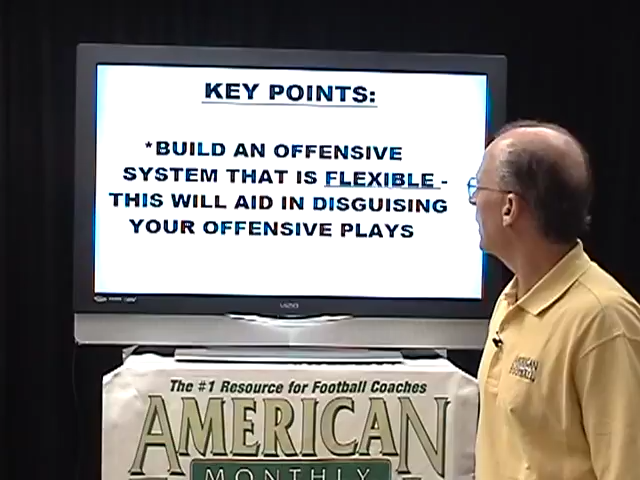 KEY POINTS:
*BUILD AN OFFENSIVE
SYSTEM THAT IS FLEXIBLE -
THIS WILL AID IN DISGUISING
YOUR OFFENSIVE PLAYS
VIZIO
The #1 Resource for Football Coaches
AMERICAN
MONTHLY
AMERICAN